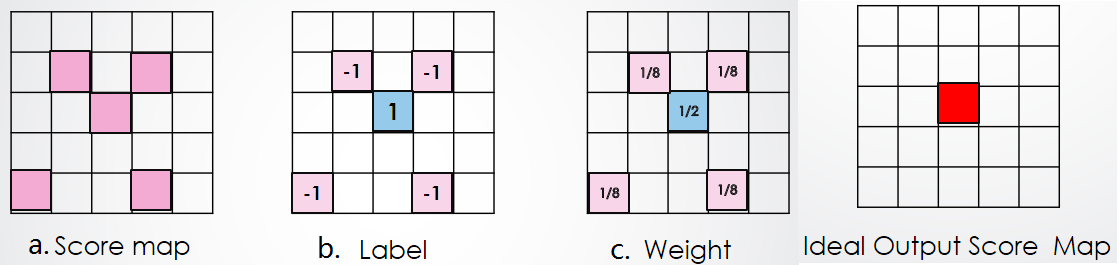 -1 -1
1
-1 -1
1/8 1/8
1/2
1/8 1/8
a. Score map
b. Label
c. Weight
Ideal Output Score Map